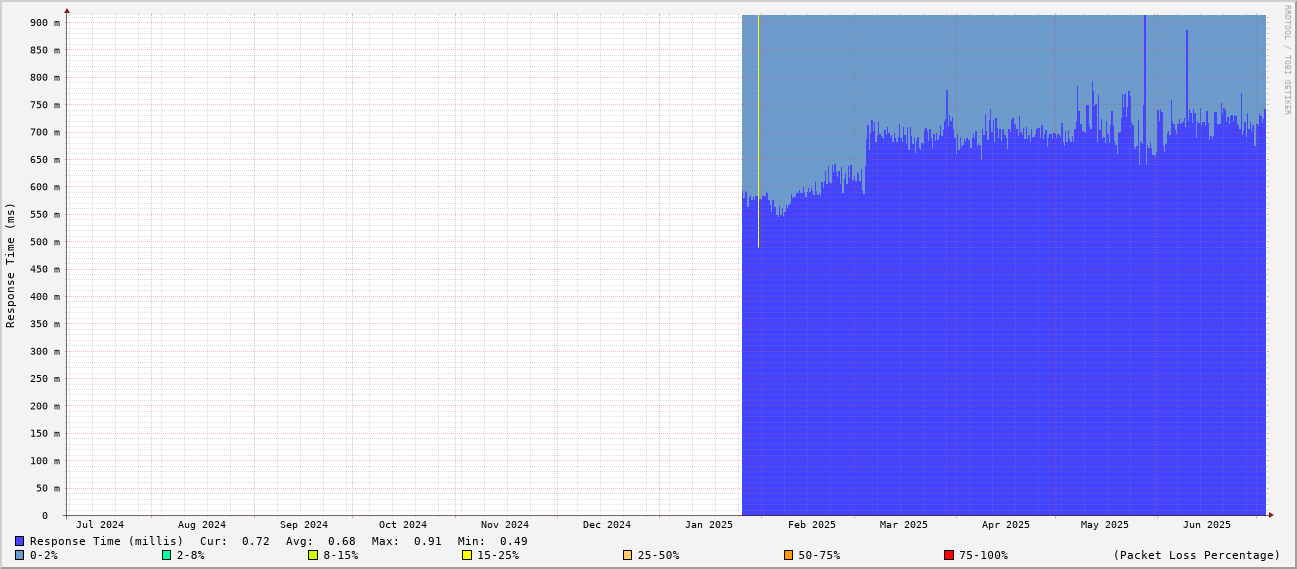 RRDTOOL / TOBI OETIKER
Response Time (ms)
900 m
850 m
800 m
750 m
700 m
650 m
600 m
550 m
500 m
450 m
400 m
350 m
300 m
250 m
200 m
150 m
100 m
50 m
0
Jul 2024 Aug 2024 Sep 2024 Oct 2024 Nov 2024 Dec 2024 Jan 2025 Feb 2025 Mar 2025 Apr 2025 May 2025 Jun 2025
Response Time (millis) Cur: 0.72 Avg: 0.68 Max: 0.91 Min: 0.49
0-2% 2-8% 8-15% 15-25% 25-50% 50-75% 75-100% (Packet Loss Percentage)